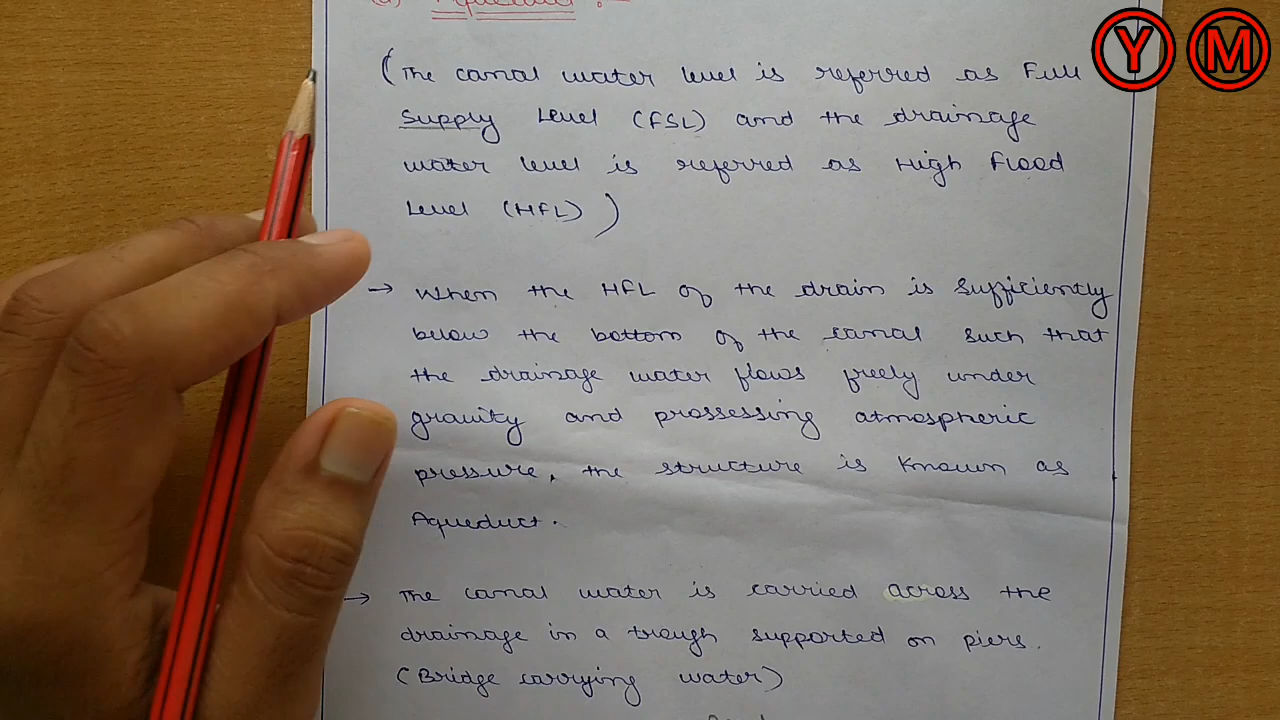 (a) Aqueduct :-
Y M
(The canal water level is referred as Full
Supply Level (FSL) and the drainage
water level is referred as High Flood
Level (HFL))
→ When the HFL of the drain is sufficiently
below the bottom of the canal such that
the drainage water flows freely under
gravity and prossessing atmospheric
pressure, the structure is known as
Aqueduct.
→ The canal water is carried across the
drainage in a trough supported on piers.
(Bridge carrying water)